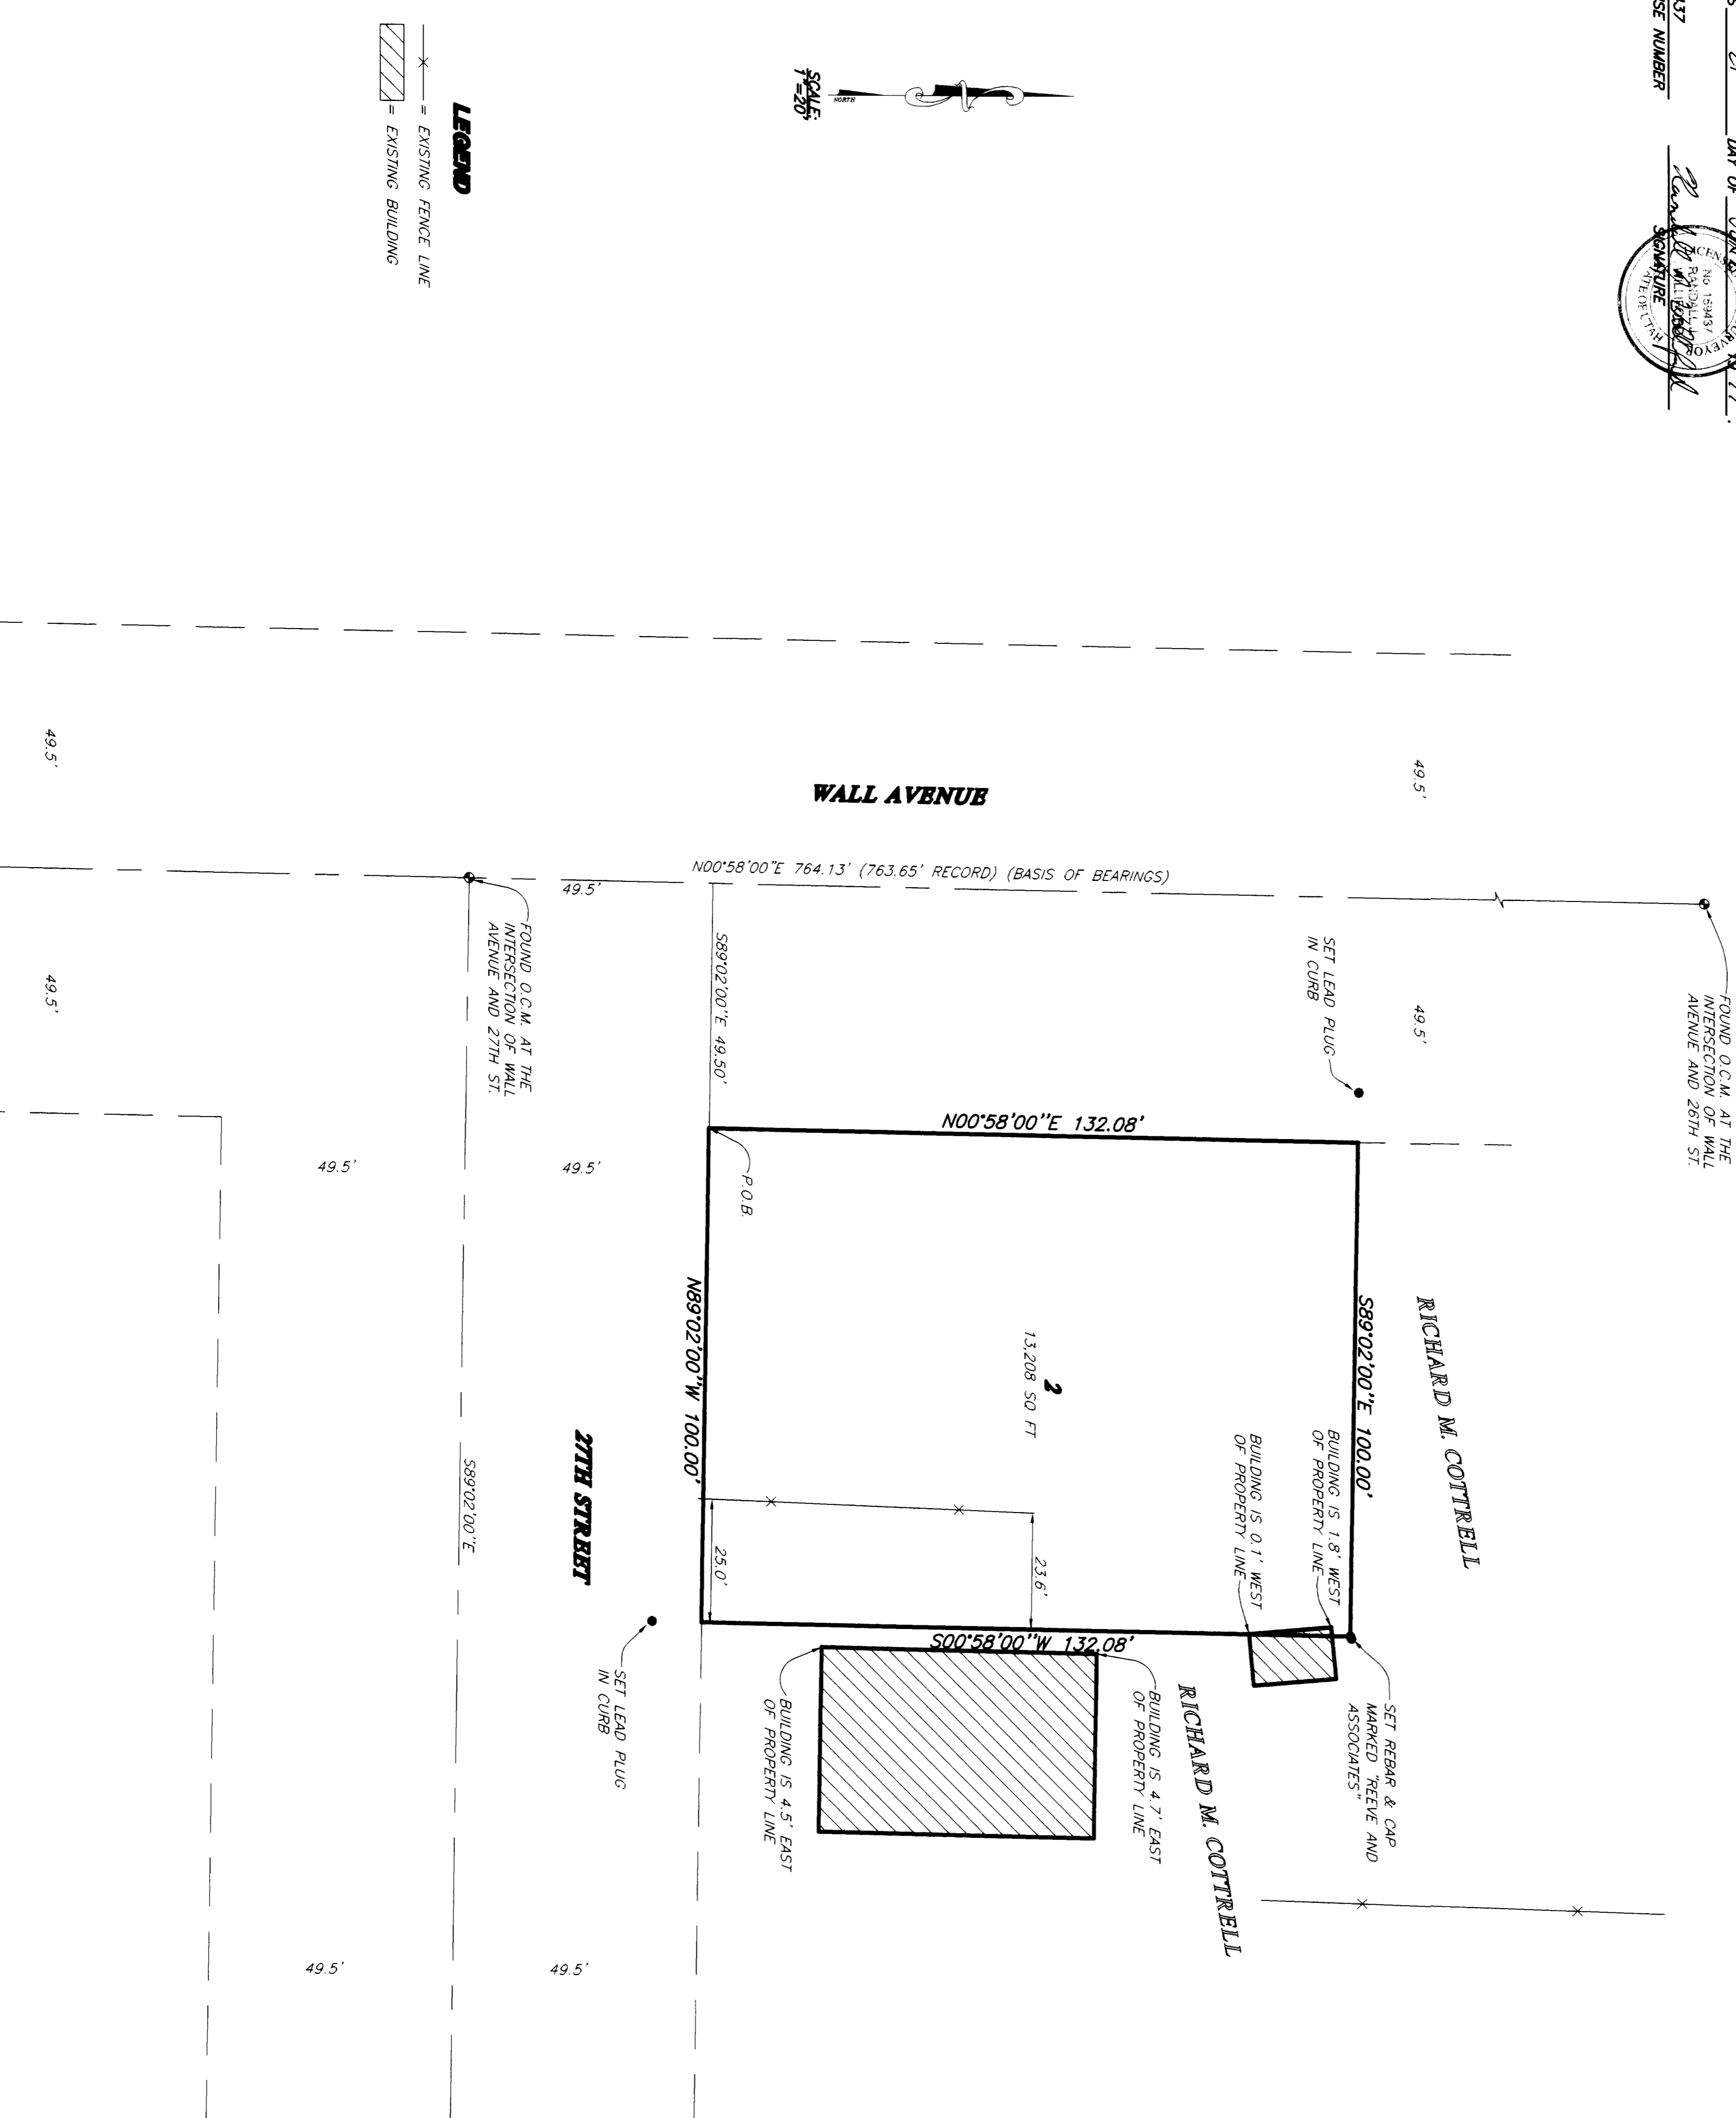 DAY OF
SE NUMBER
SIGNATURE
No. 159437
RANDALL
STATE OF UTAH
SCALE:
1"=20'
NORTH
LEGEND
= EXISTING FENCE LINE
= EXISTING BUILDING
WALL AVENUE
49.5'
49.5'
49.5'
49.5'
49.5'
N00°58'00"E 764.13' (763.65' RECORD) (BASIS OF BEARINGS)
FOUND O.C.M. AT THE
INTERSECTION OF WALL
AVENUE AND 26TH ST.
FOUND O.C.M. AT THE
INTERSECTION OF WALL
AVENUE AND 27TH ST.
SET LEAD PLUG
IN CURB
S89°02'00"E 49.50'
N00°58'00"E 132.08'
P.O.B.
49.5'
49.5'
RICHARD M. COTTRELL
S89°02'00"E 100.00'
2
13,208 SQ FT
N89°02'00"W 100.00'
BUILDING IS 1.8' WEST
OF PROPERTY LINE
BUILDING IS 0.1' WEST
OF PROPERTY LINE
23.6'
25.0'
27TH STREET
S89°02'00"E
S00°58'00"W 132.08'
SET REBAR & CAP
MARKED "REEVE AND
ASSOCIATES"
RICHARD M. COTTRELL
BUILDING IS 4.7' EAST
OF PROPERTY LINE
BUILDING IS 4.5' EAST
OF PROPERTY LINE
SET LEAD PLUG
IN CURB
49.5'
49.5'